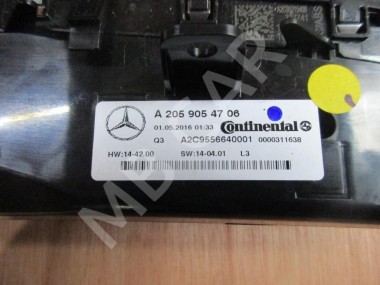 A 205 905 47 06
01.05.2016 01:33 Continental
Q3 A2C9556640001 0000311638
HW:14-42.00 SW:14-04.01 L3